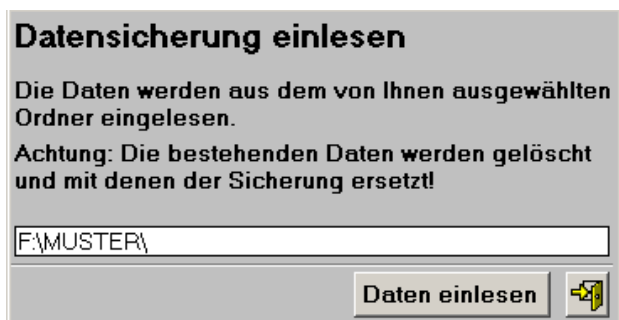 Datensicherung einlesen
Die Daten werden aus dem von Ihnen ausgewählten
Ordner eingelesen.
Achtung: Die bestehenden Daten werden gelöscht
und mit denen der Sicherung ersetzt!
F:\MUSTER\
Daten einlesen